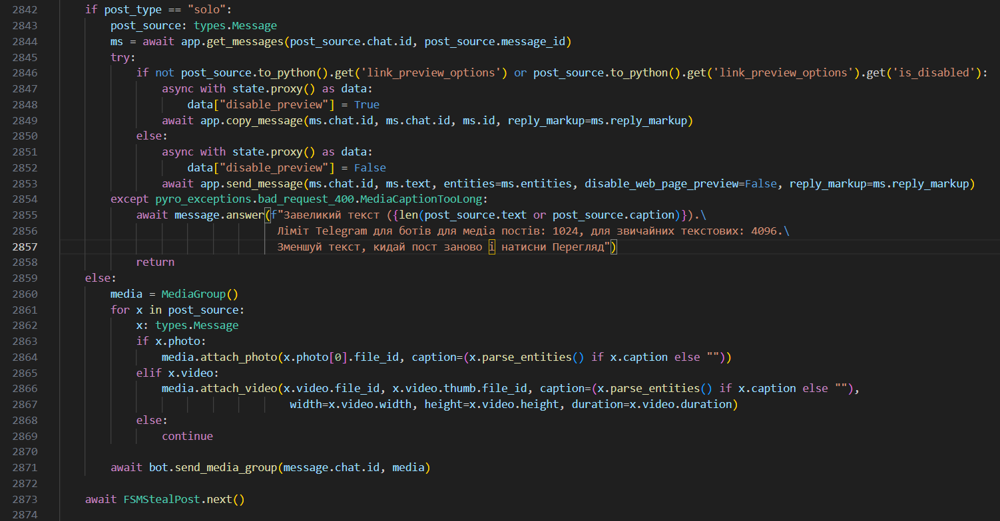 2842 if post_type == "solo":
2843 post_source: types.Message
2844 ms = await app.get_messages(post_source.chat.id, post_source.message_id)
2845 try:
2846 if not post_source.to_python().get('link_preview_options') or post_source.to_python().get('link_preview_options').get('is_disabled'):
2847 async with state.proxy() as data:
2848 data["disable_preview"] = True
2849 await app.copy_message(ms.chat.id, ms.chat.id, ms.id, reply_markup=ms.reply_markup)
2850 else:
2851 async with state.proxy() as data:
2852 data["disable_preview"] = False
2853 await app.send_message(ms.chat.id, ms.text, entities=ms.entities, disable_web_page_preview=False, reply_markup=ms.reply_markup)
2854 except pyro_exceptions.bad_request_400.MediaCaptionTooLong:
2855 await message.answer(f"Завеликий текст ({len(post_source.text or post_source.caption)}).\
2856 Ліміт Telegram для ботів для медіа постів: 1024, для звичайних текстових: 4096.\
2857 Зменшуй текст, кидай пост заново і натисни Перегляд")
2858 return
2859 else:
2860 media = MediaGroup()
2861 for x in post_source:
2862 x: types.Message
2863 if x.photo:
2864 media.attach_photo(x.photo[0].file_id, caption=(x.parse_entities() if x.caption else ""))
2865 elif x.video:
2866 media.attach_video(x.video.file_id, x.video.thumb.file_id, caption=(x.parse_entities() if x.caption else ""),
2867 width=x.video.width, height=x.video.height, duration=x.video.duration)
2868 else:
2869 continue
2870
2871 await bot.send_media_group(message.chat.id, media)
2872
2873 await FSMStealPost.next()
2874